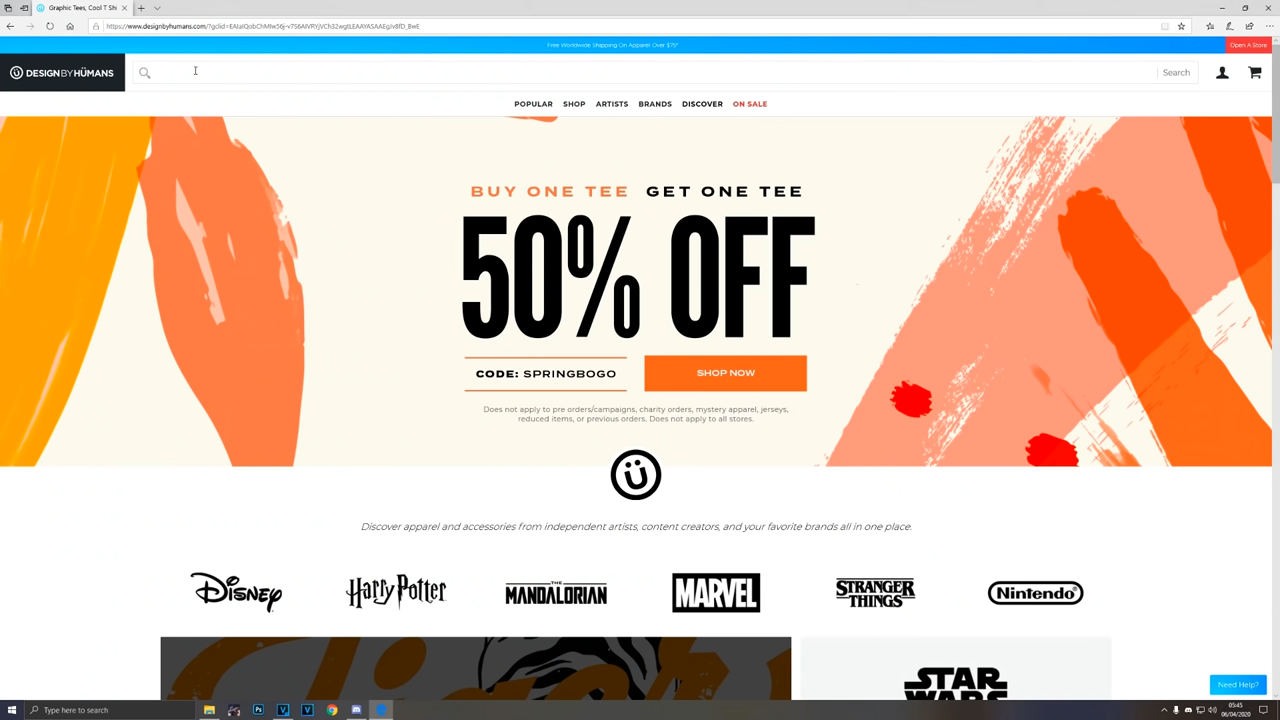 Graphic Tees, Cool T Shi
https://www.designbyhumans.com/
Free Worldwide Shipping On Apparel Over $75*
Open A Store
DESIGN BY HÜMANS
Search
POPULAR SHOP ARTISTS BRANDS DISCOVER ON SALE
BUY ONE TEE GET ONE TEE
50% OFF
CODE: SPRINGBOGO
SHOP NOW
Does not apply to pre orders/campaigns, charity orders, mystery apparel, jerseys,
reduced items, or previous orders. Does not apply to all stores.
Ü
Discover apparel and accessories from independent artists, content creators, and your favorite brands all in one place.
Disney
Harry Potter
THE MANDALORIAN
MARVEL
STRANGER THINGS
Nintendo
STAR
WARS
Need Help?
Type here to search
05:45
06/04/2020